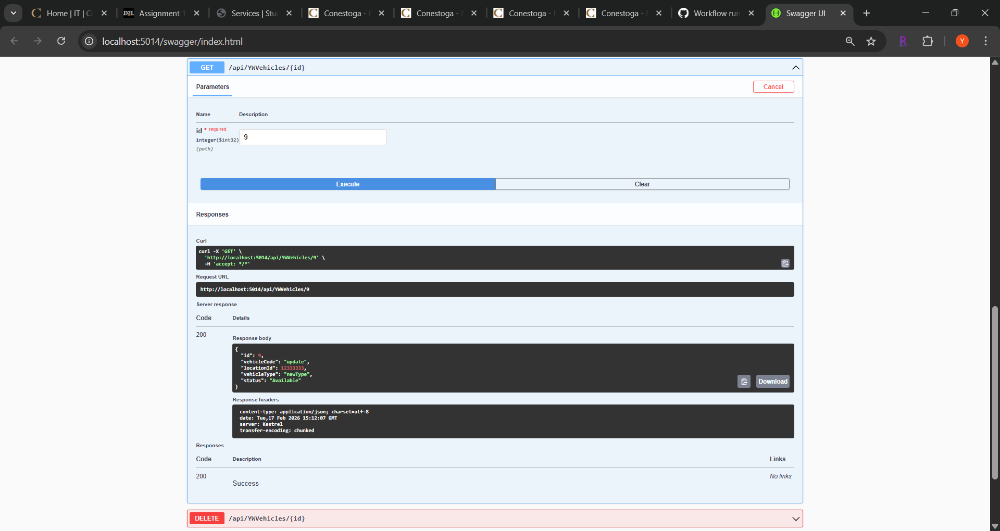 Home | IT | C
D2L Assignment 1
Services | Stu
Conestoga -
Conestoga -
Conestoga -
Conestoga -
Workflow run
Swagger UI
localhost:5014/swagger/index.html
R
Y
GET /api/YWVehicles/{id}
Parameters
Cancel
Name Description
id * required
integer($int32)
(path)
9
Execute
Clear
Responses
Curl
curl -X 'GET' \
'http://localhost:5014/api/YWVehicles/9' \
-H 'accept: */*'
Request URL
http://localhost:5014/api/YWVehicles/9
Server response
Code Details
200
Response body
{
"id": 9,
"vehicleCode": "update",
"locationId": 12333333,
"vehicleType": "newType",
"status": "Available"
}
Download
Response headers
content-type: application/json; charset=utf-8
date: Tue,17 Feb 2026 15:12:07 GMT
server: Kestrel
transfer-encoding: chunked
Responses
Code Description Links
200 No links
Success
DELETE /api/YWVehicles/{id}